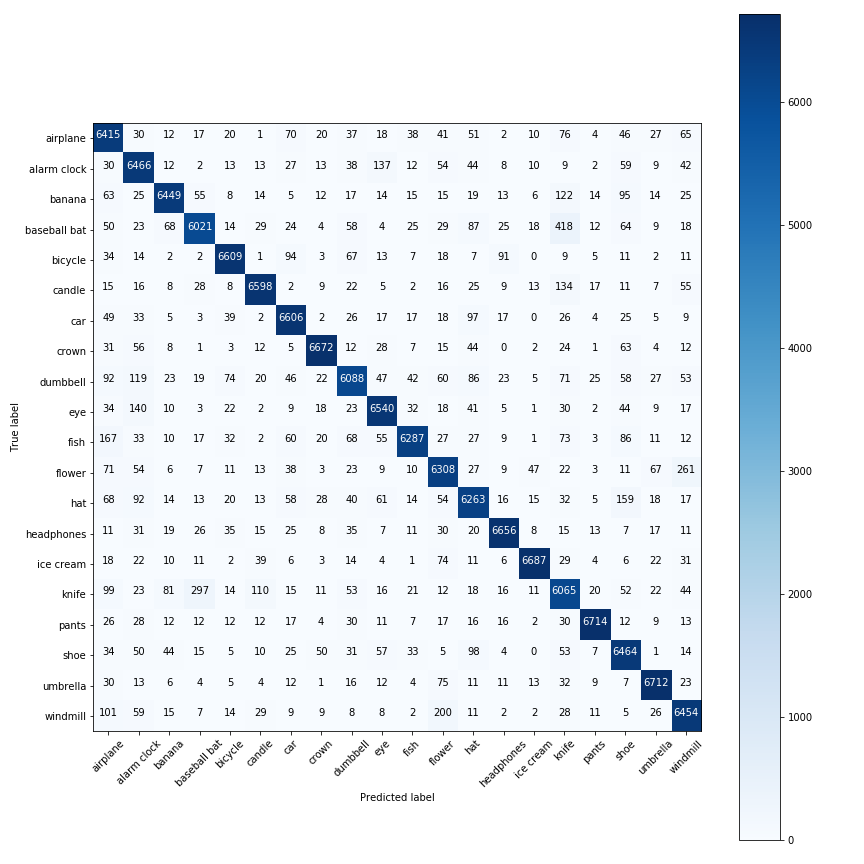 airplane 6415 30 12 17 20 1 70 20 37 18 38 41 51 2 10 76 4 46 27 65
alarm clock 30 6466 12 2 13 13 27 13 38 137 12 54 44 8 10 9 2 59 9 42
banana 63 25 6449 55 8 14 5 12 17 14 15 15 19 13 6 122 14 95 14 25
baseball bat 50 23 68 6021 14 29 24 4 58 4 25 29 87 25 18 418 12 64 9 18
bicycle 34 14 2 2 6609 1 94 3 67 13 7 18 7 91 0 9 5 11 2 11
candle 15 16 8 28 8 6598 2 9 22 5 2 16 25 9 13 134 17 11 7 55
car 49 33 5 3 39 2 6606 2 26 17 17 18 97 17 0 26 4 25 5 9
crown 31 56 8 1 3 12 5 6672 12 28 7 15 44 0 2 24 1 63 4 12
dumbbell 92 119 23 19 74 20 46 22 6088 47 42 60 86 23 5 71 25 58 27 53
eye 34 140 10 3 22 2 9 18 23 6540 32 18 41 5 1 30 2 44 9 17
fish 167 33 10 17 32 2 60 20 68 55 6287 27 27 9 1 73 3 86 11 12
flower 71 54 6 7 11 13 38 3 23 9 10 6308 27 9 47 22 3 11 67 261
hat 68 92 14 13 20 13 58 28 40 61 14 54 6263 16 15 32 5 159 18 17
headphones 11 31 19 26 35 15 25 8 35 7 11 30 20 6656 8 15 13 7 17 11
ice cream 18 22 10 11 2 39 6 3 14 4 1 74 11 6 6687 29 4 6 22 31
knife 99 23 81 297 14 110 15 11 53 16 21 12 18 16 11 6065 20 52 22 44
pants 26 28 12 12 12 12 17 4 30 11 7 17 16 16 2 30 6714 12 9 13
shoe 34 50 44 15 5 10 25 50 31 57 33 5 98 4 0 53 7 6464 1 14
umbrella 30 13 6 4 5 4 12 1 16 12 4 75 11 11 13 32 9 7 6712 23
windmill 101 59 15 7 14 29 9 9 8 8 2 200 11 2 2 28 11 5 26 6454
airplane alarm clock banana baseball bat bicycle candle car crown dumbbell eye fish flower hat headphones ice cream knife pants shoe umbrella windmill
True label
Predicted label
6000
5000
4000
3000
2000
1000
0